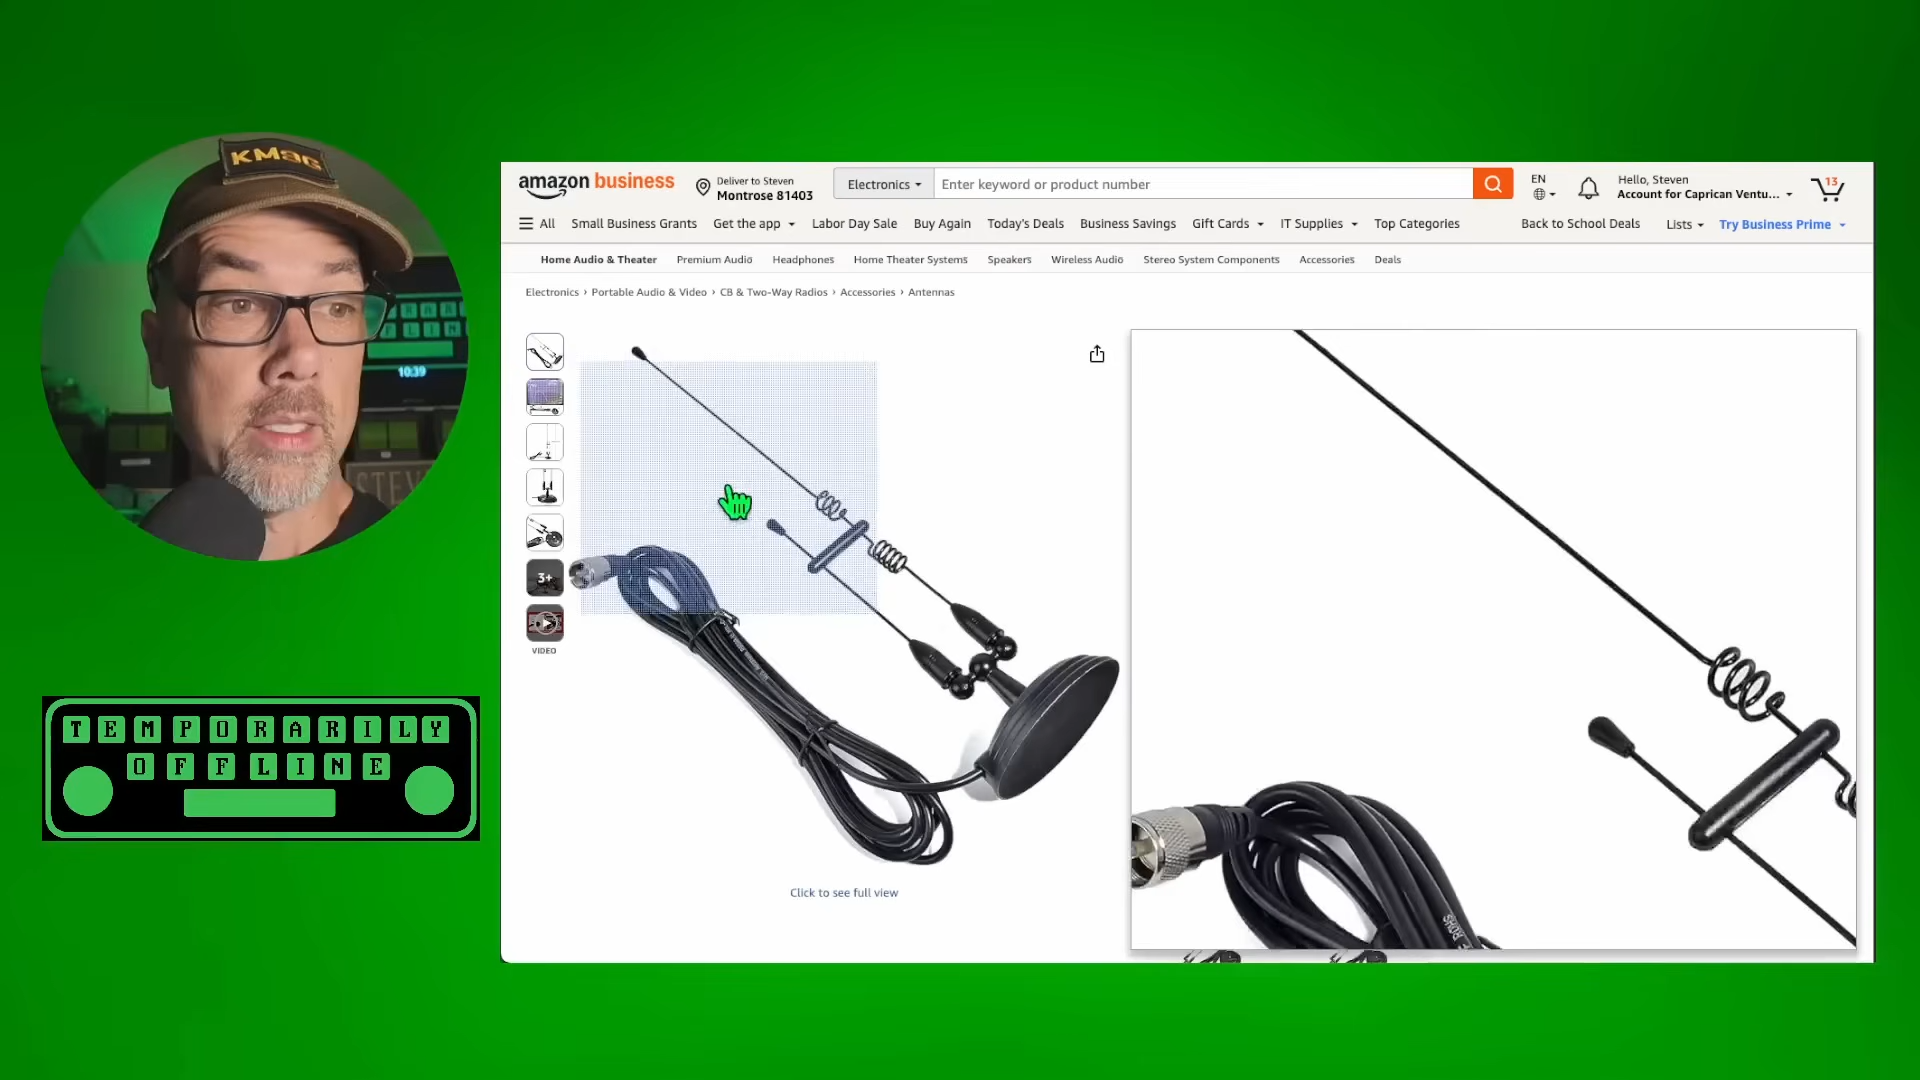 KMaG
10:39
STEV
TEMPORARILY
OFFLINE
amazon business
Deliver to Steven
Montrose 81403
Electronics
Enter keyword or product number
EN
Hello, Steven
Account for Caprican Ventu...
13
All Small Business Grants Get the app Labor Day Sale Buy Again Today's Deals Business Savings Gift Cards IT Supplies Top Categories Back to School Deals Lists Try Business Prime
Home Audio & Theater Premium Audio Headphones Home Theater Systems Speakers Wireless Audio Stereo System Components Accessories Deals
Electronics › Portable Audio & Video › CB & Two-Way Radios › Accessories › Antennas
3+
VIDEO
Click to see full view
F ROHS